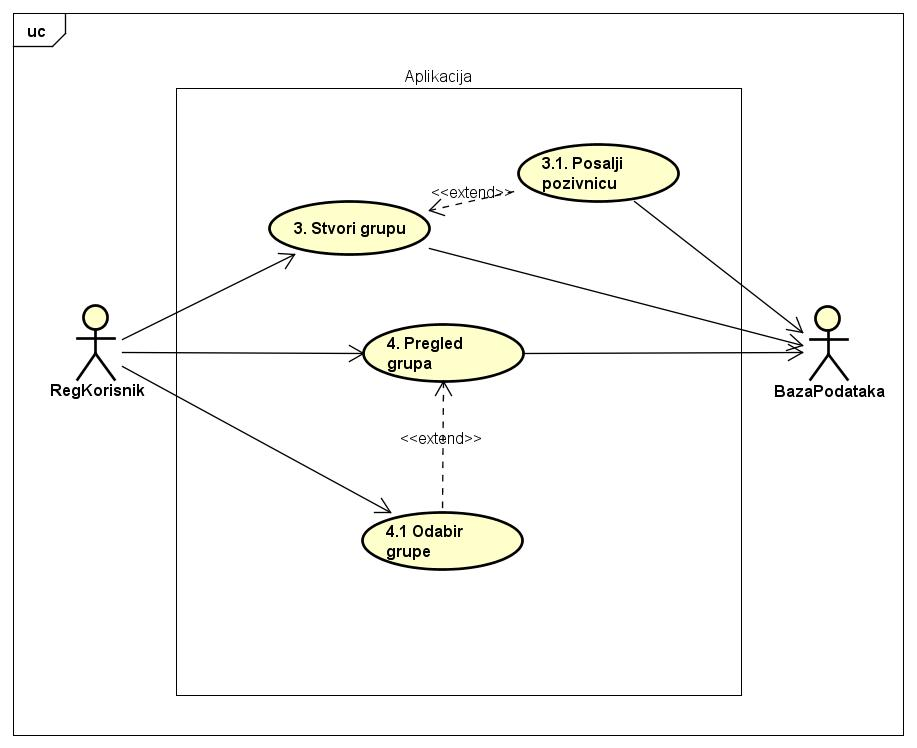 uc
Aplikacija
3.1. Posalji
pozivnicu
<<extend>>
3. Stvori grupu
4. Pregled
grupa
RegKorisnik
BazaPodataka
<<extend>>
4.1 Odabir
grupe